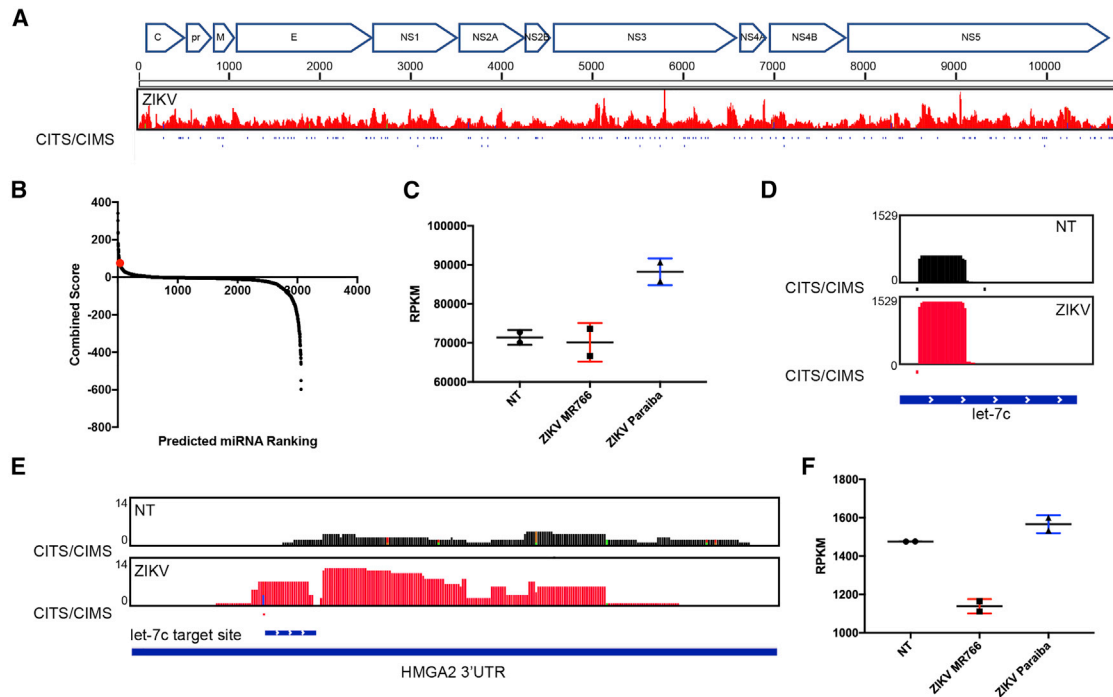 A
C pr M E NS1 NS2A NS2B NS3 NS4A NS4B NS5
0 1000 2000 3000 4000 5000 6000 7000 8000 9000 10000
ZIKV
CITS/CIMS
B
400
200
0
-200
-400
-600
-800
1000 2000 3000 4000
Combined Score
Predicted miRNA Ranking
C
100000
90000
80000
70000
60000
RPKM
NT
ZIKV MR766
ZIKV Paraiba
D
1529
NT
0
CITS/CIMS
1529
ZIKV
0
CITS/CIMS
let-7c
E
14
NT
0
CITS/CIMS
14
ZIKV
0
CITS/CIMS
let-7c target site
HMGA2 3'UTR
F
1800
1600
1400
1200
1000
RPKM
NT
ZIKV MR766
ZIKV Paraiba